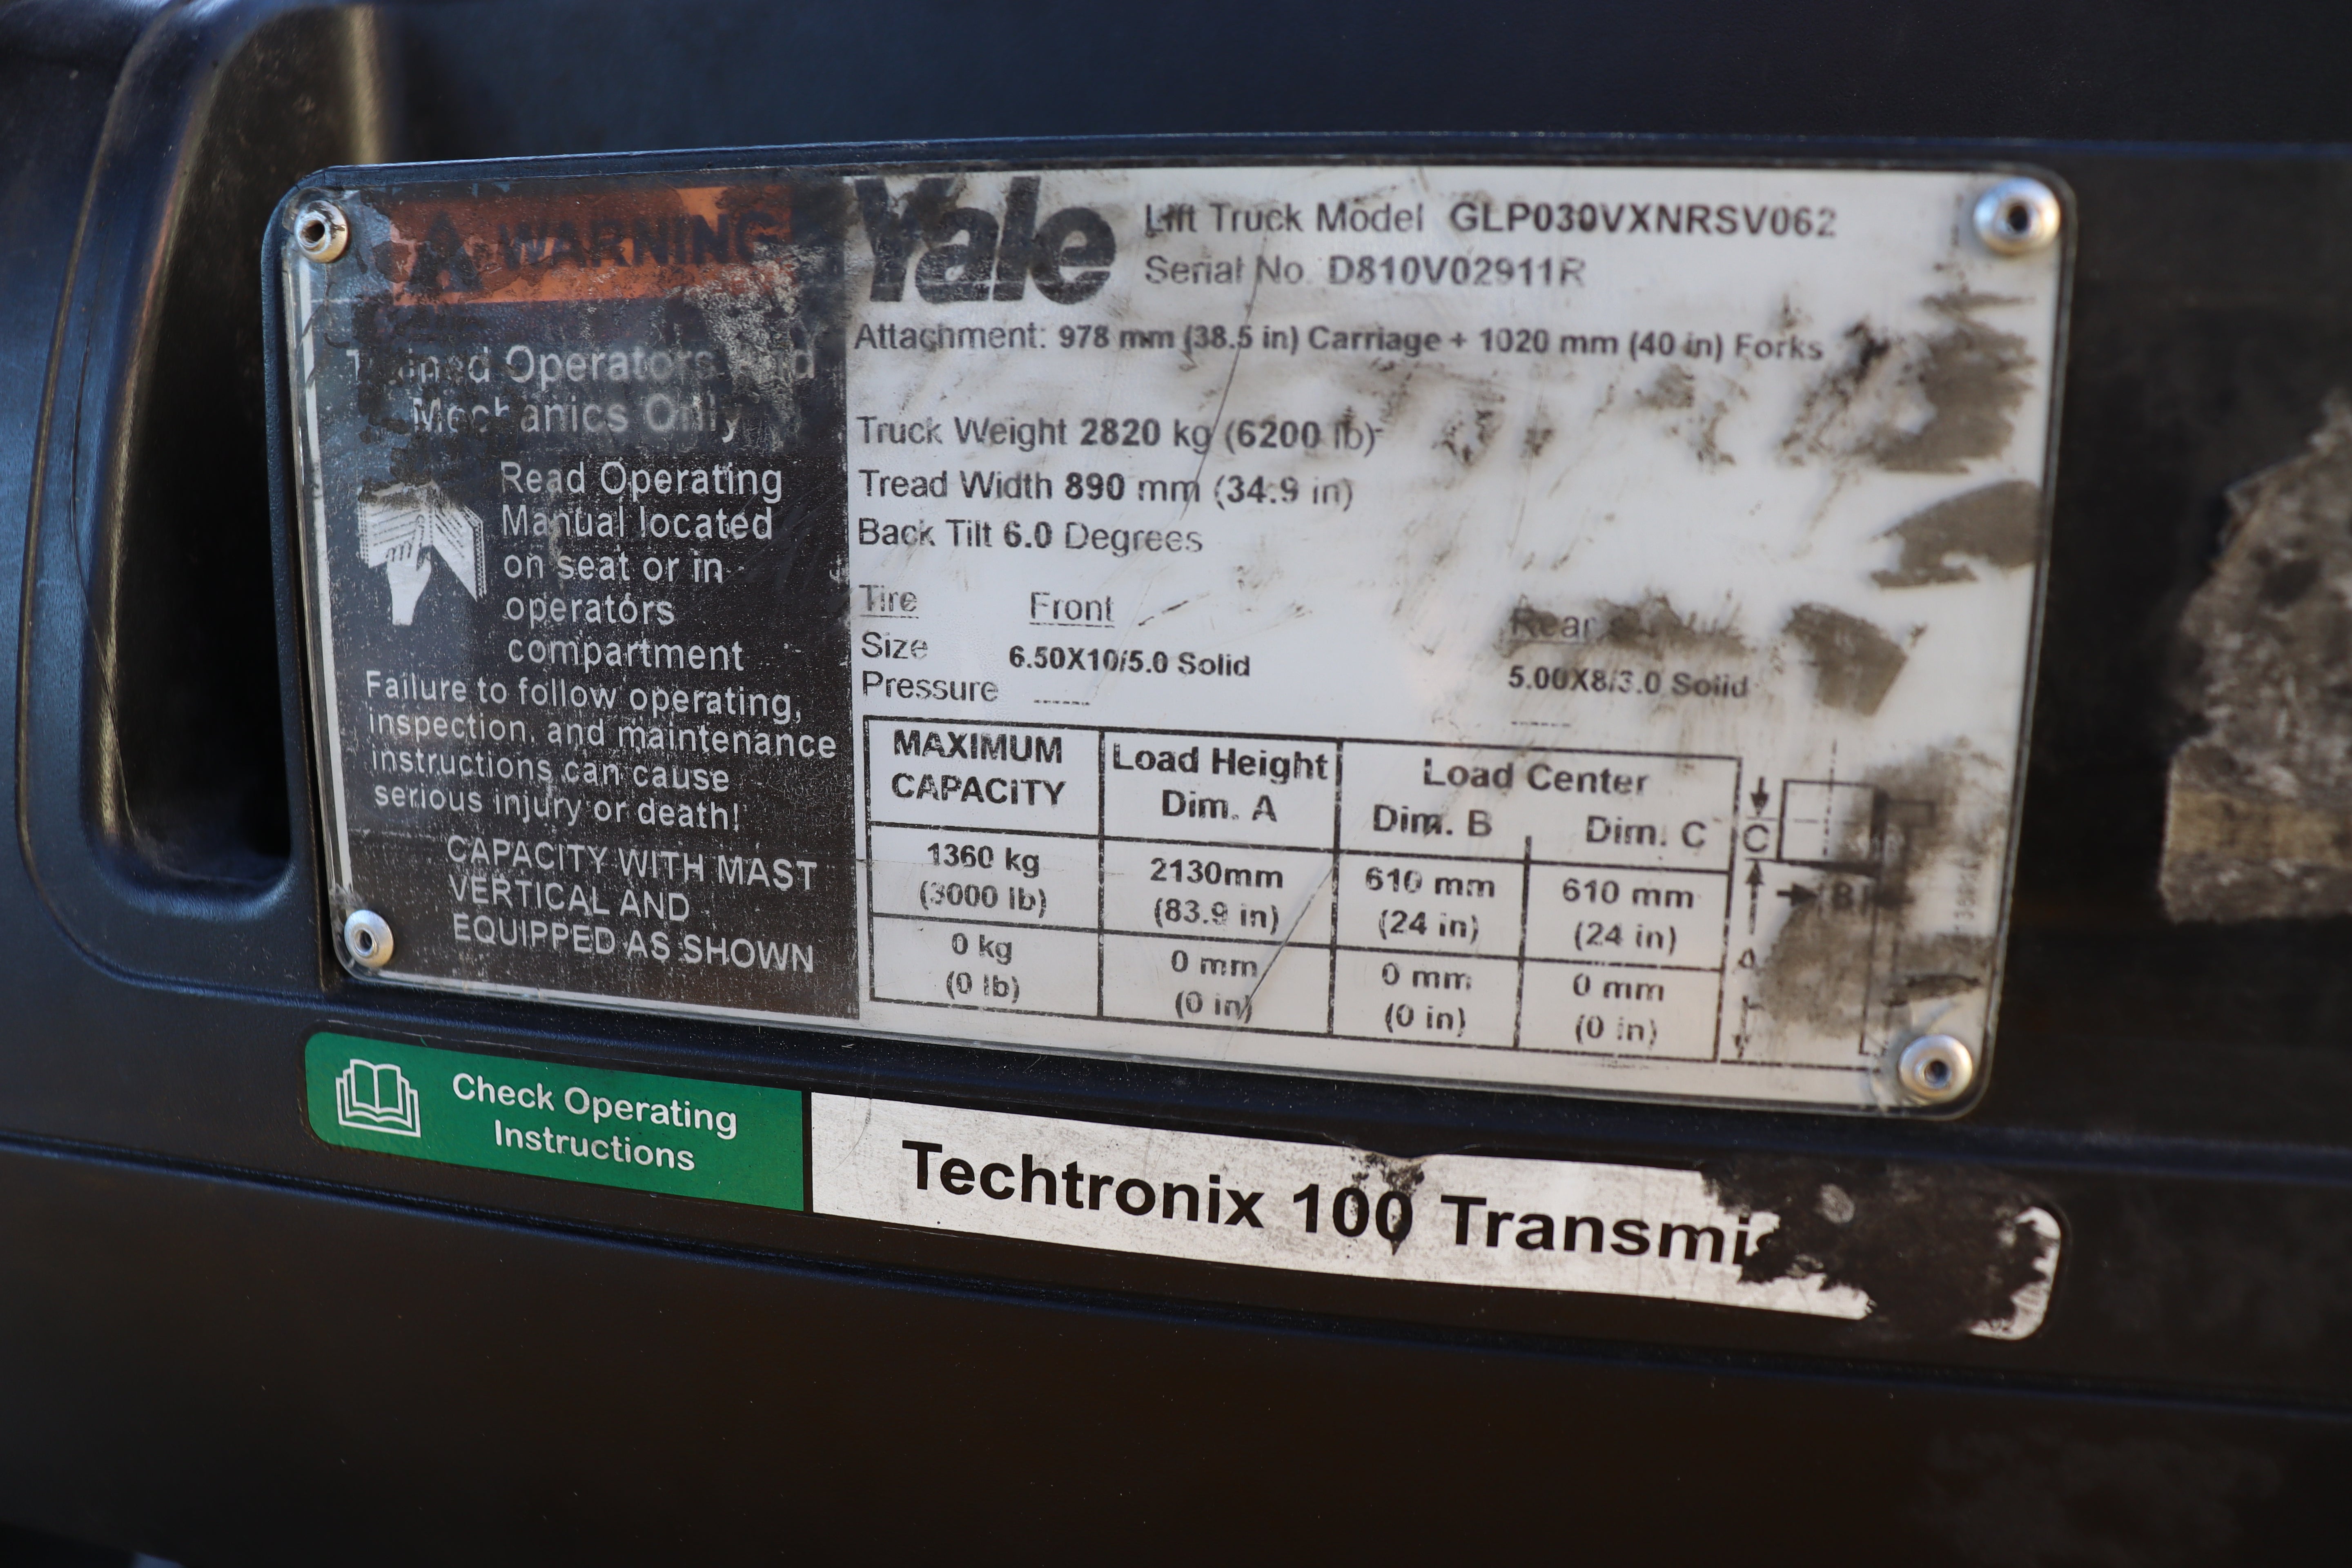 WARNING
Trained Operators And
Mechanics Only
Read Operating
Manual located
on seat or in
operators
compartment
Failure to follow operating,
inspection, and maintenance
instructions can cause
serious injury or death!
CAPACITY WITH MAST
VERTICAL AND
EQUIPPED AS SHOWN
Yale
Lift Truck Model GLP030VXNRSV062
Serial No. D810V02911R
Attachment: 978 mm (38.5 in) Carriage + 1020 mm (40 in) Forks
Truck Weight 2820 kg (6200 lb)
Tread Width 890 mm (34.9 in)
Back Tilt 6.0 Degrees
Tire Front Rear
Size 6.50X10/5.0 Solid 5.00X8/3.0 Solid
Pressure ----- -----
MAXIMUM CAPACITY Load Height Dim. A Load Center
Dim. B Dim. C
1360 kg 2130mm 610 mm 610 mm
(3000 lb) (83.9 in) (24 in) (24 in)
0 kg 0 mm 0 mm 0 mm
(0 lb) (0 in) (0 in) (0 in)
C
B
A
Check Operating
Instructions
Techtronix 100 Transmis